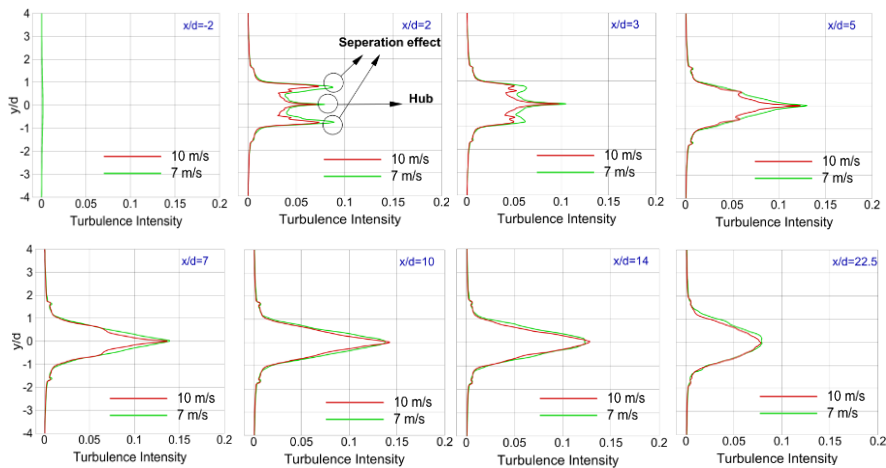 x/d=-2
4
3
2
1
0
-1
-2
-3
-4
y/d
10 m/s
7 m/s
0 0.05 0.1 0.15 0.2
Turbulence Intensity
x/d=2
Seperation effect
Hub
10 m/s
7 m/s
0 0.05 0.1 0.15 0.2
Turbulence Intensity
x/d=3
10 m/s
7 m/s
0 0.05 0.1 0.15 0.2
Turbulence Intensity
x/d=5
10 m/s
7 m/s
0 0.05 0.1 0.15 0.2
Turbulence Intensity
x/d=7
4
3
2
1
0
-1
-2
-3
-4
y/d
10 m/s
7 m/s
0 0.05 0.1 0.15 0.2
Turbulence Intensity
x/d=10
10 m/s
7 m/s
0 0.05 0.1 0.15 0.2
Turbulence Intensity
x/d=14
10 m/s
7 m/s
0 0.05 0.1 0.15 0.2
Turbulence Intensity
x/d=22.5
10 m/s
7 m/s
0 0.05 0.1 0.15 0.2
Turbulence Intensity